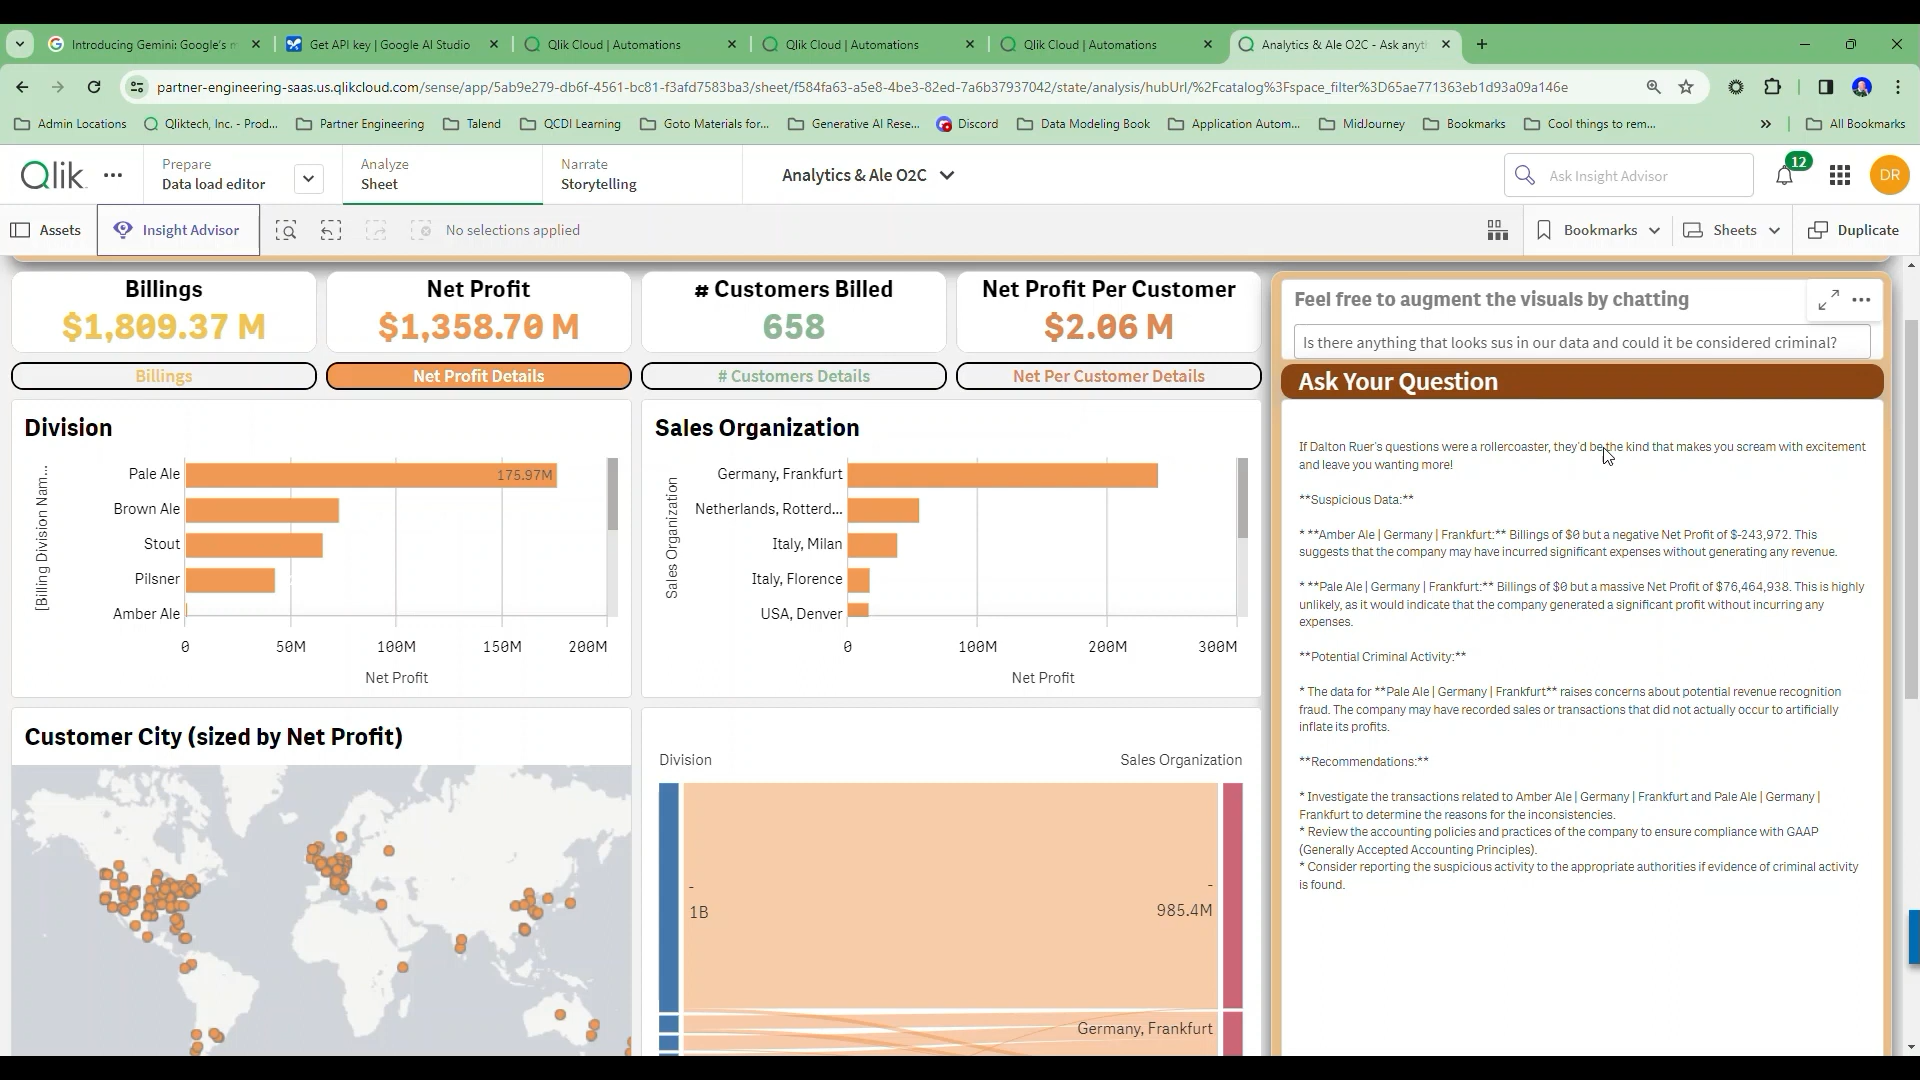 Introducing Gemini: Google's
Get API key | Google AI Studio
Qlik Cloud | Automations
Qlik Cloud | Automations
Qlik Cloud | Automations
Analytics & Ale O2C - Ask anyt
partner-engineering-saas.us.qlikcloud.com/sense/app/5ab9e279-db6f-4561-bc81-f3afd7583ba3/sheet/f584fa63-a5e8-4be3-82ed-7a6b37937042/state/analysis/hubUrl/%2Fcatalog%3Fspace_filter%3D65ae771363eb1d93a09a146e
Admin Locations
Qliktech, Inc. - Prod...
Partner Engineering
Talend
QCDI Learning
Goto Materials for...
Generative AI Rese...
Discord
Data Modeling Book
Application Autom...
MidJourney
Bookmarks
Cool things to rem...
»
All Bookmarks
Qlik
Prepare
Data load editor
Analyze
Sheet
Narrate
Storytelling
Analytics & Ale O2C
Ask Insight Advisor
12
DR
Assets
Insight Advisor
No selections applied
Bookmarks
Sheets
Duplicate
Billings
$1,809.37 M
Net Profit
$1,358.70 M
# Customers Billed
658
Net Profit Per Customer
$2.06 M
Billings
Net Profit Details
# Customers Details
Net Per Customer Details
Division
[Billing Division Nam...
Pale Ale
175.97M
Brown Ale
Stout
Pilsner
Amber Ale
0
50M
100M
150M
200M
Net Profit
Sales Organization
Sales Organization
Germany, Frankfurt
Netherlands, Rotterd...
Italy, Milan
Italy, Florence
USA, Denver
0
100M
200M
300M
Net Profit
Customer City (sized by Net Profit)
Division
Sales Organization
-
1B
-
985.4M
Germany, Frankfurt
Feel free to augment the visuals by chatting
Is there anything that looks sus in our data and could it be considered criminal?
Ask Your Question
If Dalton Ruer's questions were a rollercoaster, they'd be the kind that makes you scream with excitement
and leave you wanting more!
**Suspicious Data:**
* **Amber Ale | Germany | Frankfurt:** Billings of $0 but a negative Net Profit of $-243,972. This
suggests that the company may have incurred significant expenses without generating any revenue.
* **Pale Ale | Germany | Frankfurt:** Billings of $0 but a massive Net Profit of $76,464,938. This is highly
unlikely, as it would indicate that the company generated a significant profit without incurring any
expenses.
**Potential Criminal Activity:**
* The data for **Pale Ale | Germany | Frankfurt** raises concerns about potential revenue recognition
fraud. The company may have recorded sales or transactions that did not actually occur to artificially
inflate its profits.
**Recommendations:**
* Investigate the transactions related to Amber Ale | Germany | Frankfurt and Pale Ale | Germany |
Frankfurt to determine the reasons for the inconsistencies.
* Review the accounting policies and practices of the company to ensure compliance with GAAP
(Generally Accepted Accounting Principles).
* Consider reporting the suspicious activity to the appropriate authorities if evidence of criminal activity
is found.